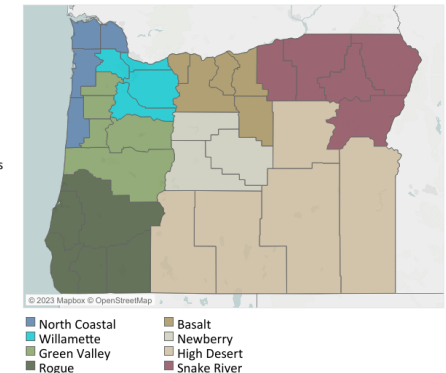 s
© 2023 Mapbox © OpenStreetMap
North Coastal
Willamette
Green Valley
Rogue
Basalt
Newberry
High Desert
Snake River